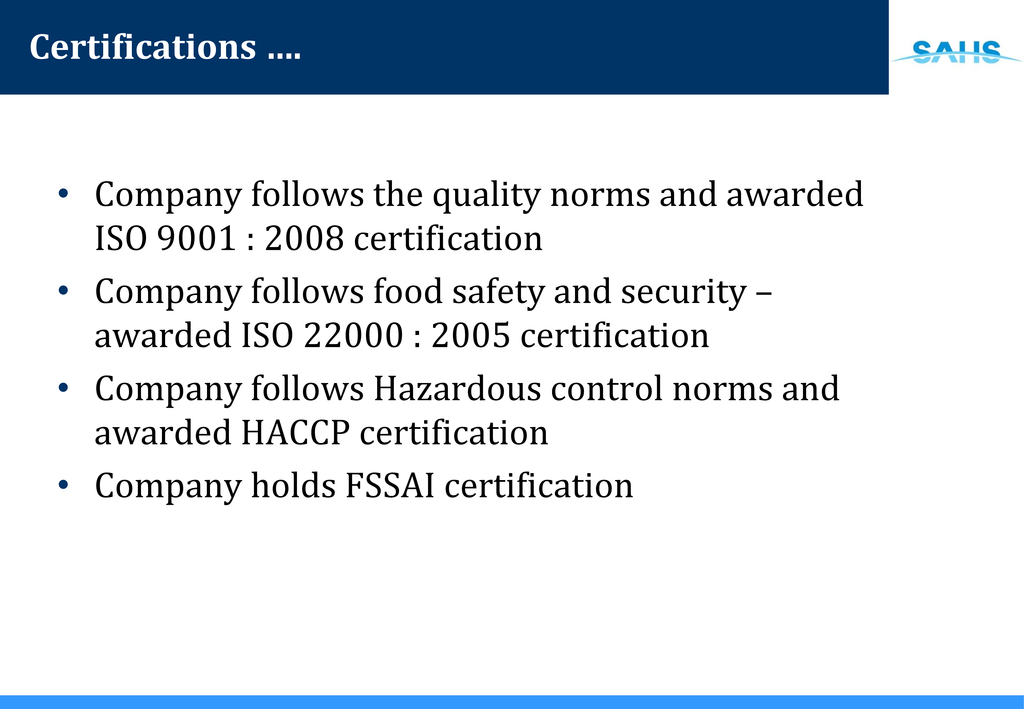 Certifications ....
SAHS
• Company follows the quality norms and awarded
ISO 9001 : 2008 certification
• Company follows food safety and security –
awarded ISO 22000 : 2005 certification
• Company follows Hazardous control norms and
awarded HACCP certification
• Company holds FSSAI certification